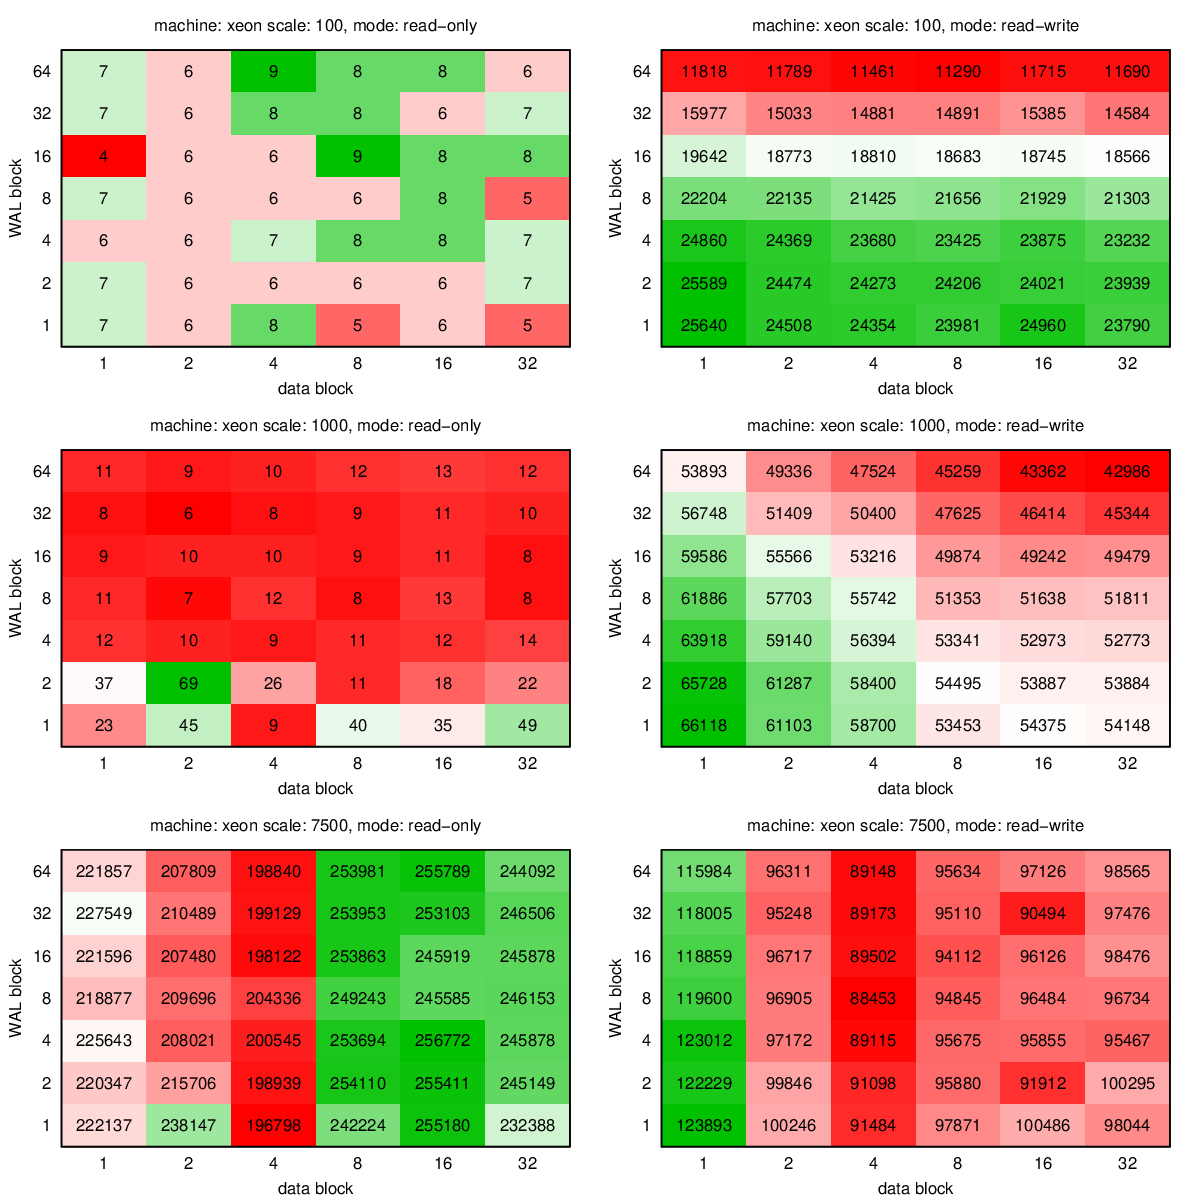 machine: xeon scale: 100, mode: read−only
64 7 6 9 8 8 6
32 7 6 8 8 6 7
16 4 6 6 9 8 8
8 7 6 6 6 8 5
4 6 6 7 8 8 7
2 7 6 6 6 6 7
1 7 6 8 5 6 5
1 2 4 8 16 32
WAL block
data block
machine: xeon scale: 100, mode: read−write
64 11818 11789 11461 11290 11715 11690
32 15977 15033 14881 14891 15385 14584
16 19642 18773 18810 18683 18745 18566
8 22204 22135 21425 21656 21929 21303
4 24860 24369 23680 23425 23875 23232
2 25589 24474 24273 24206 24021 23939
1 25640 24508 24354 23981 24960 23790
1 2 4 8 16 32
WAL block
data block
machine: xeon scale: 1000, mode: read−only
64 11 9 10 12 13 12
32 8 6 8 9 11 10
16 9 10 10 9 11 8
8 11 7 12 8 13 8
4 12 10 9 11 12 14
2 37 69 26 11 18 22
1 23 45 9 40 35 49
1 2 4 8 16 32
WAL block
data block
machine: xeon scale: 1000, mode: read−write
64 53893 49336 47524 45259 43362 42986
32 56748 51409 50400 47625 46414 45344
16 59586 55566 53216 49874 49242 49479
8 61886 57703 55742 51353 51638 51811
4 63918 59140 56394 53341 52973 52773
2 65728 61287 58400 54495 53887 53884
1 66118 61103 58700 53453 54375 54148
1 2 4 8 16 32
WAL block
data block
machine: xeon scale: 7500, mode: read−only
64 221857 207809 198840 253981 255789 244092
32 227549 210489 199129 253953 253103 246506
16 221596 207480 198122 253863 245919 245878
8 218877 209696 204336 249243 245585 246153
4 225643 208021 200545 253694 256772 245878
2 220347 215706 198939 254110 255411 245149
1 222137 238147 196798 242224 255180 232388
1 2 4 8 16 32
WAL block
data block
machine: xeon scale: 7500, mode: read−write
64 115984 96311 89148 95634 97126 98565
32 118005 95248 89173 95110 90494 97476
16 118859 96717 89502 94112 96126 98476
8 119600 96905 88453 94845 96484 96734
4 123012 97172 89115 95675 95855 95467
2 122229 99846 91098 95880 91912 100295
1 123893 100246 91484 97871 100486 98044
1 2 4 8 16 32
WAL block
data block